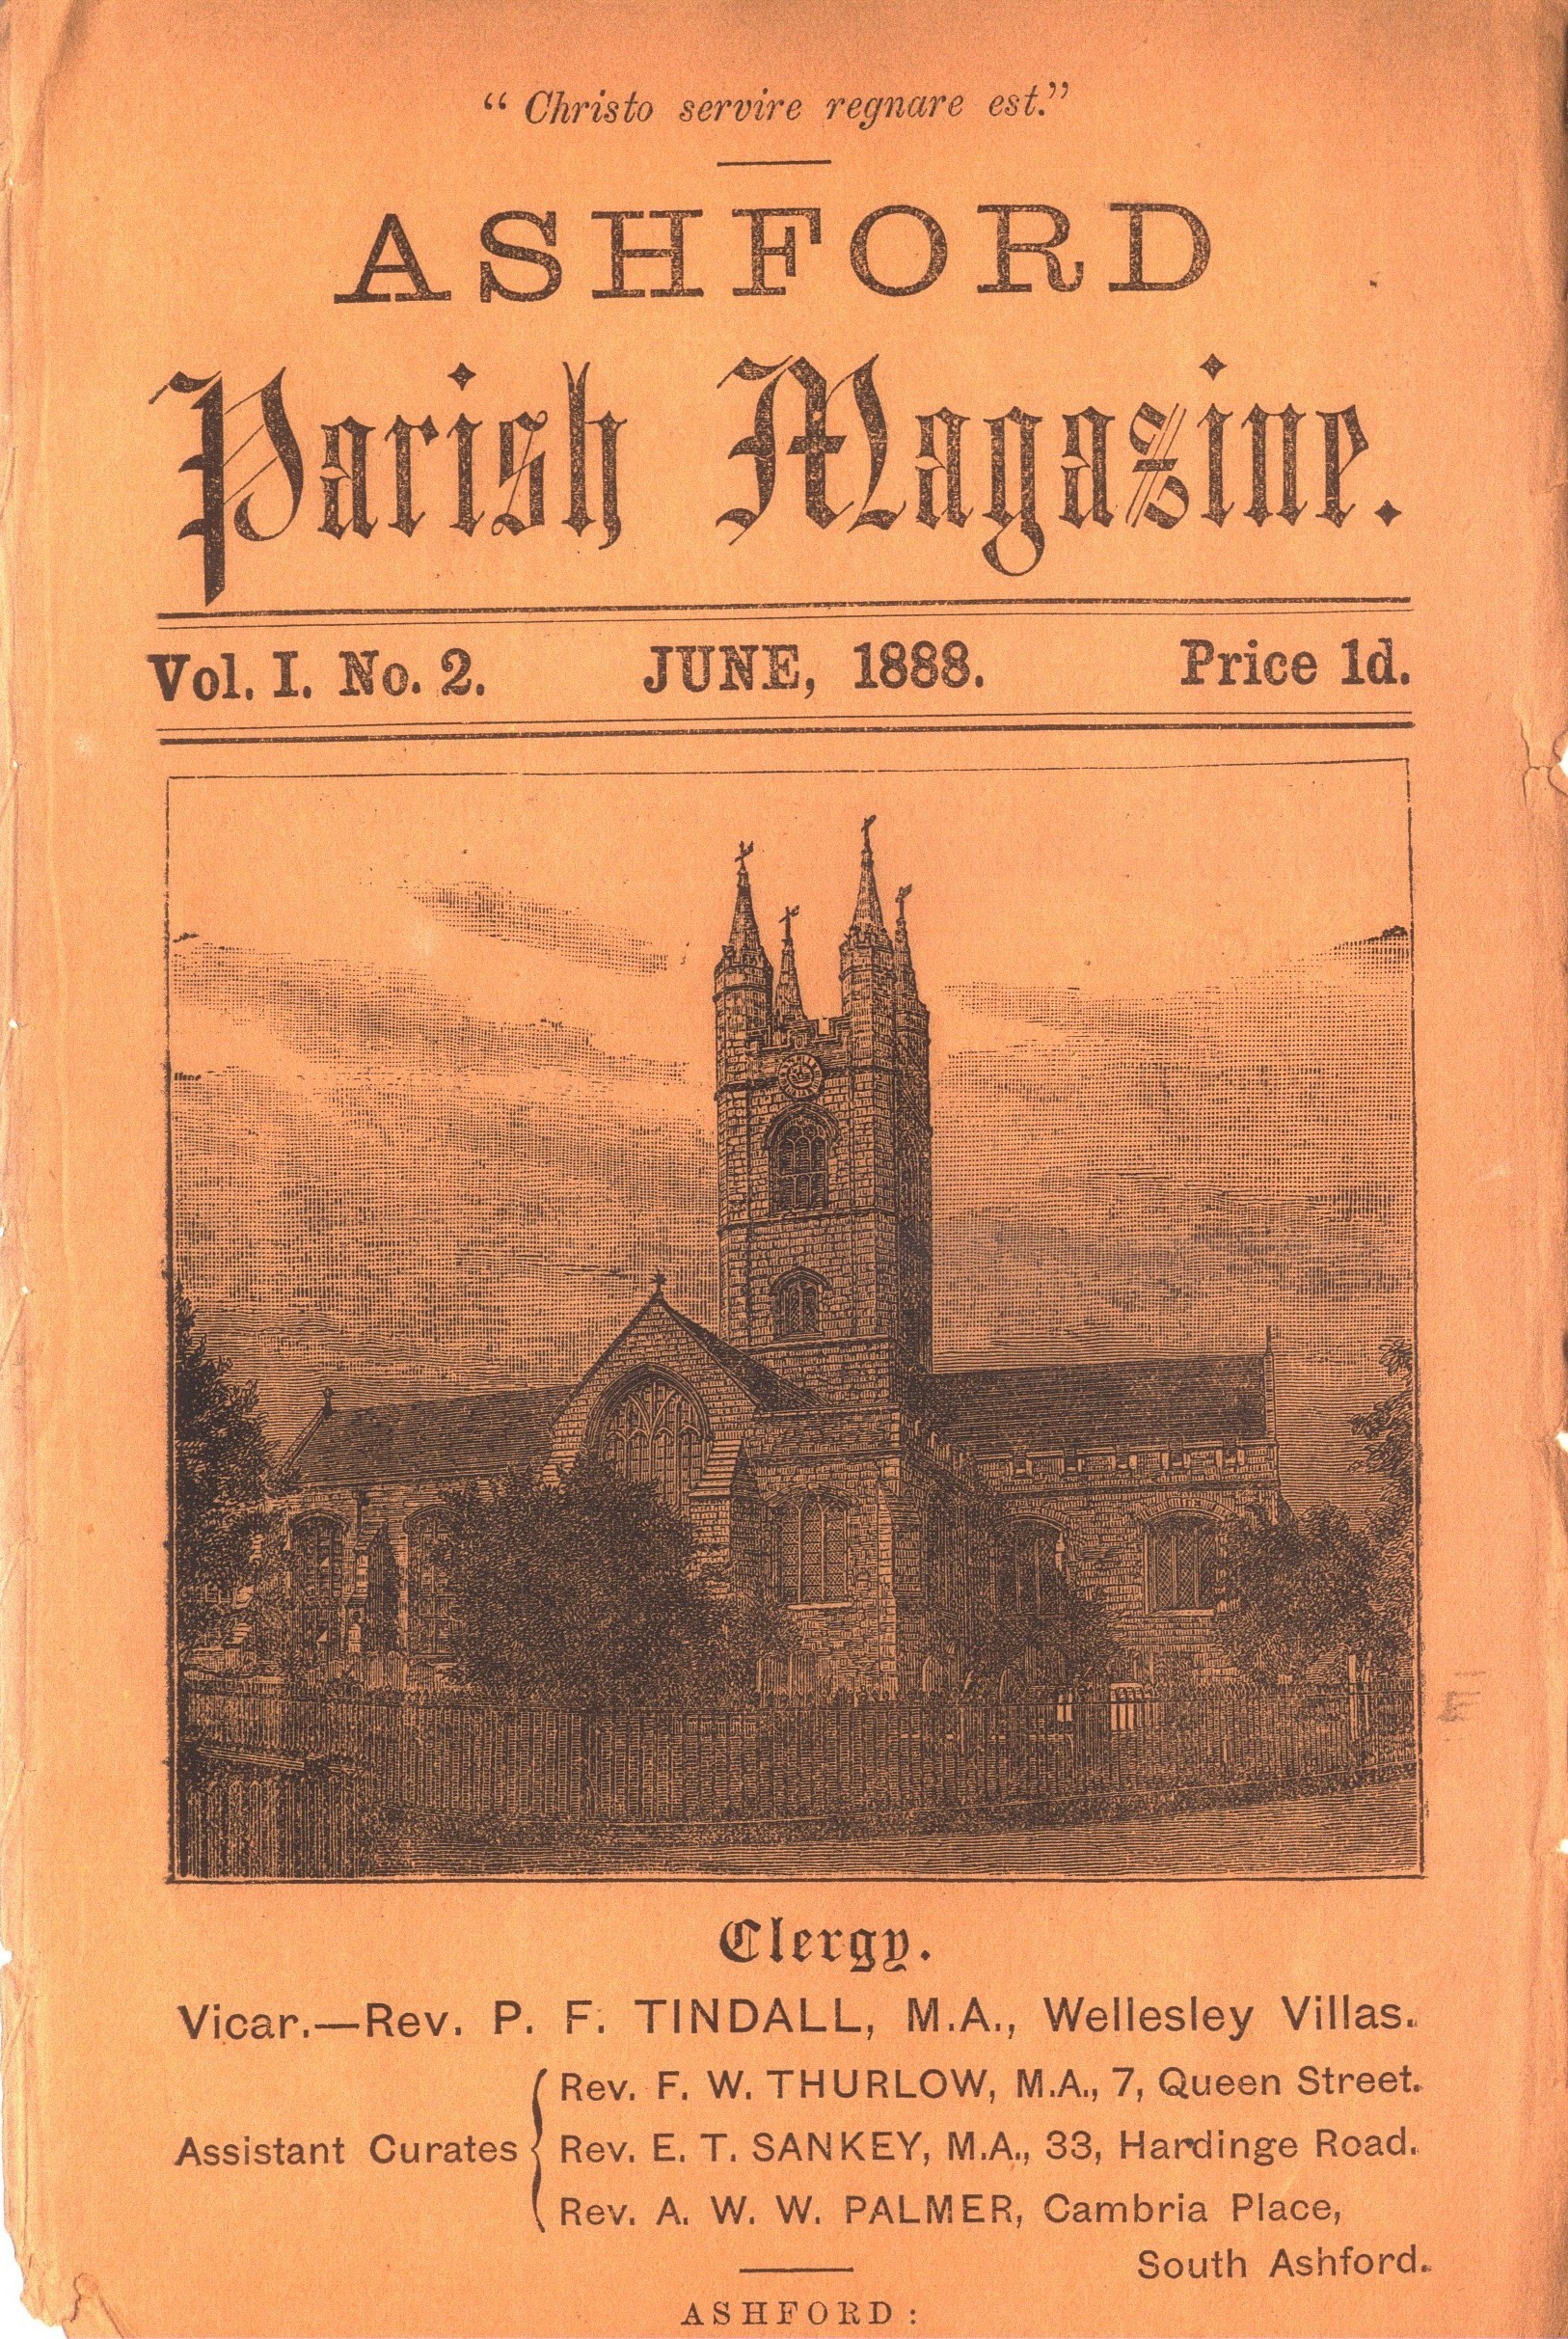 “ Christo servire regnare est.”
ASHFORD
Parish Magazine.
Vol. I. No. 2. JUNE, 1888. Price 1d.
Clergy.
Vicar.—Rev. P. F. TINDALL, M.A., Wellesley Villas.
Rev. F. W. THURLOW, M.A., 7, Queen Street.
Assistant Curates Rev. E. T. SANKEY, M.A., 33, Hardinge Road.
Rev. A. W. W. PALMER, Cambria Place,
South Ashford.
ASHFORD: